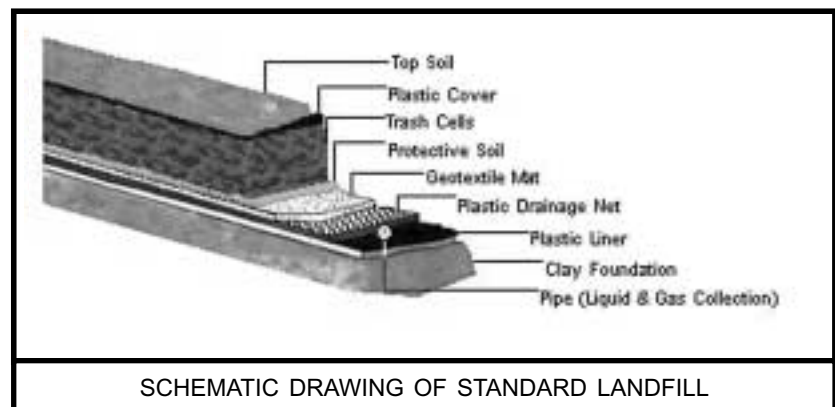 Top Soil
Plastic Cover
Trash Cells
Protective Soil
Geotextile Mat
Plastic Drainage Net
Plastic Liner
Clay Foundation
Pipe (Liquid & Gas Collection)
SCHEMATIC DRAWING OF STANDARD LANDFILL